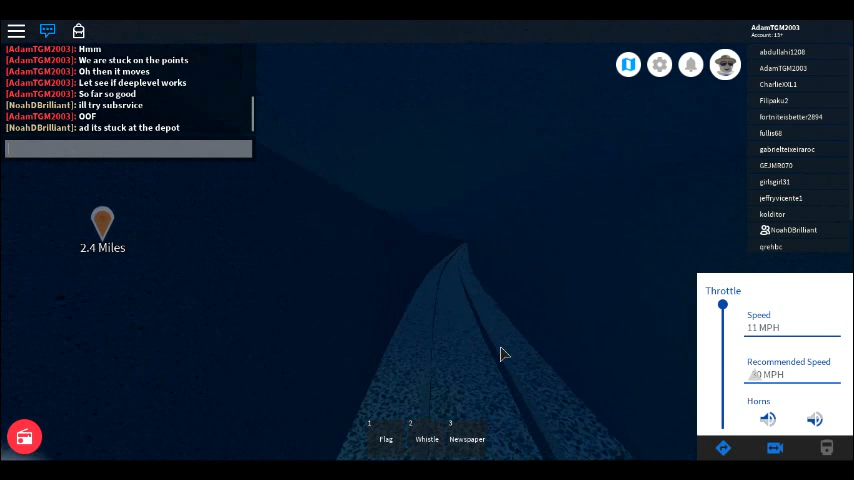 AdamTGM2003
Account: 13+
[AdamTGM2003]: Hmm
[AdamTGM2003]: We are stuck on the points
[AdamTGM2003]: Oh then it moves
[AdamTGM2003]: Let see if deeplevel works
[AdamTGM2003]: So far so good
[NoahDBrilliant]: ill try subsrvice
[AdamTGM2003]: OOF
[NoahDBrilliant]: ad its stuck at the depot
abdullahi1208
AdamTGM2003
CharlieXXL1
Filipaku2
fortniteisbetter2894
fullis68
gabrielteixeiraroc
GEJMR070
girlsgirl31
jeffryvicente1
kolditor
NoahDBrilliant
qrehbc
2.4 Miles
Throttle
Speed
11 MPH
Recommended Speed
MPH
Horns
1
Flag
2
Whistle
3
Newspaper